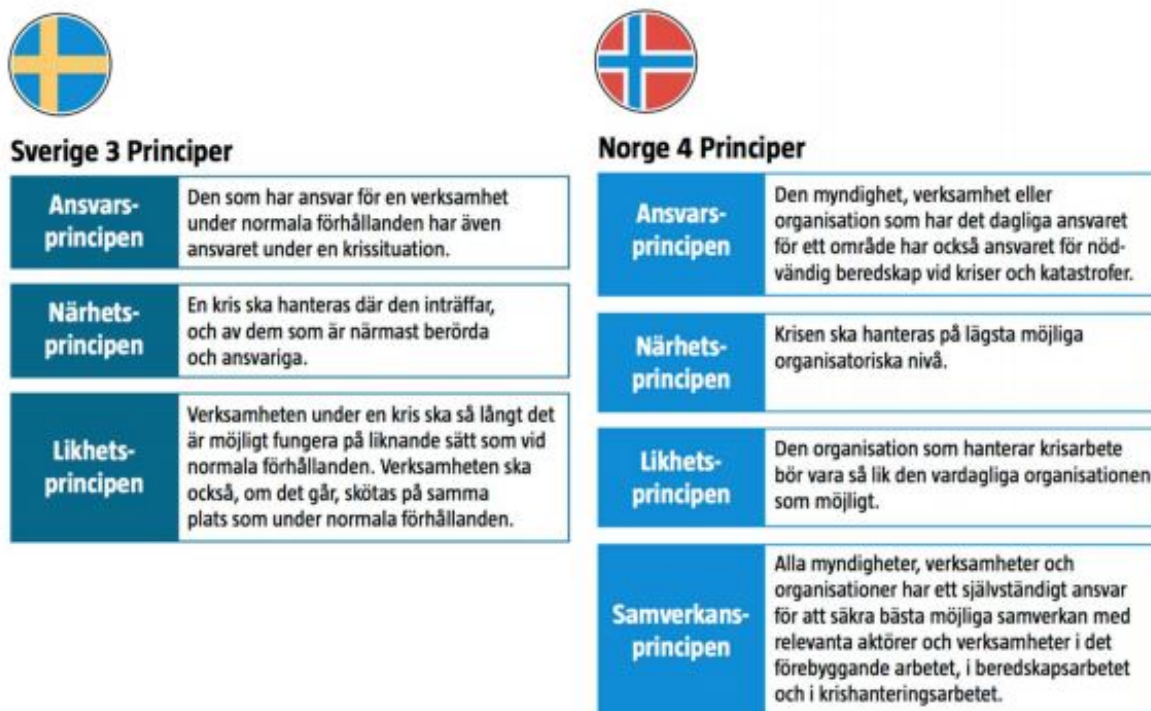 Sverige 3 Principer
Ansvars-
principen
Den som har ansvar för en verksamhet
under normala förhållanden har även
ansvaret under en krissituation.
Närhets-
principen
En kris ska hanteras där den inträffar,
och av dem som är närmast berörda
och ansvariga.
Likhets-
principen
Verksamheten under en kris ska så långt det
är möjligt fungera på liknande sätt som vid
normala förhållanden. Verksamheten ska
också, om det går, skötas på samma
plats som under normala förhållanden.
Norge 4 Principer
Ansvars-
principen
Den myndighet, verksamhet eller
organisation som har det dagliga ansvaret
för ett område har också ansvaret för nöd-
vändig beredskap vid kriser och katastrofer.
Närhets-
principen
Krisen ska hanteras på lägsta möjliga
organisatoriska nivå.
Likhets-
principen
Den organisation som hanterar krisarbete
bör vara så lik den vardagliga organisationen
som möjligt.
Samverkans-
principen
Alla myndigheter, verksamheter och
organisationer har ett självständigt ansvar
för att säkra bästa möjliga samverkan med
relevanta aktörer och verksamheter i det
förebyggande arbetet, i beredskapsarbetet
och i krishanteringsarbetet.